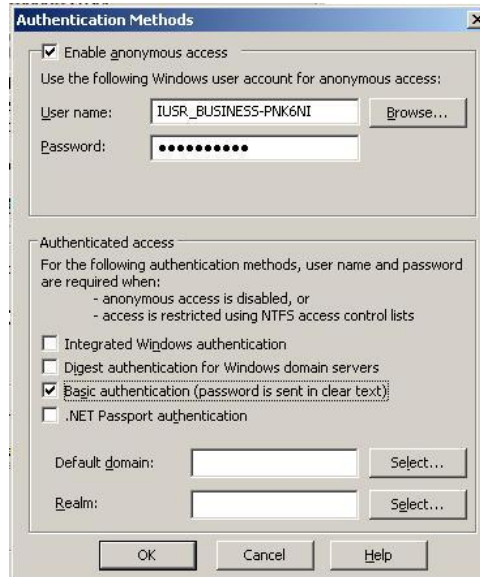 Authentication Methods
Enable anonymous access
Use the following Windows user account for anonymous access:
User name: IUSR_BUSINESS-PNK6NI Browse...
Password: ●●●●●●●●●●
Authenticated access
For the following authentication methods, user name and password
are required when:
- anonymous access is disabled, or
- access is restricted using NTFS access control lists
Integrated Windows authentication
Digest authentication for Windows domain servers
Basic authentication (password is sent in clear text)
.NET Passport authentication
Default domain: Select...
Realm: Select...
OK Cancel Help